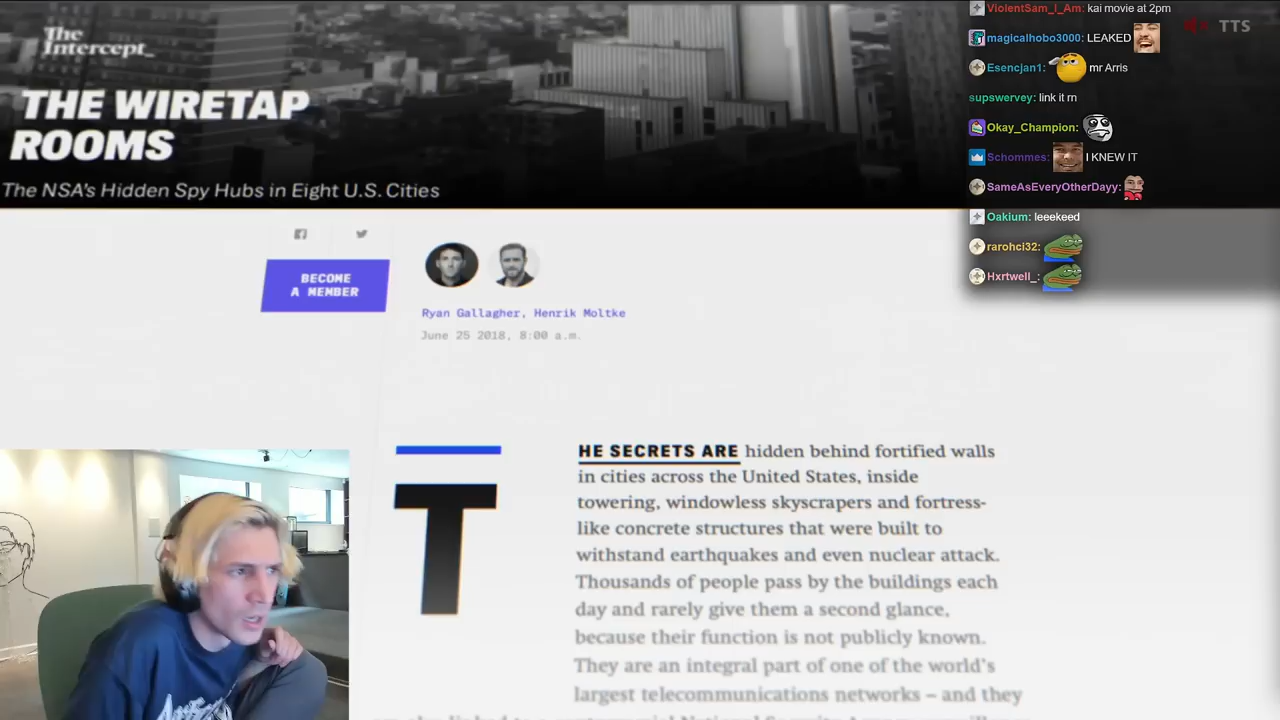 The
Intercept_
THE WIRETAP
ROOMS
The NSA's Hidden Spy Hubs in Eight U.S. Cities
BECOME
A MEMBER
Ryan Gallagher, Henrik Moltke
June 25 2018, 8:00 a.m.
T
HE SECRETS ARE hidden behind fortified walls
in cities across the United States, inside
towering, windowless skyscrapers and fortress-
like concrete structures that were built to
withstand earthquakes and even nuclear attack.
Thousands of people pass by the buildings each
day and rarely give them a second glance,
because their function is not publicly known.
They are an integral part of one of the world's
largest telecommunications networks – and they
ViolentSam_I_Am: kai movie at 2pm
magicalhobo3000: LEAKED
Esencjan1: mr Arris
supswervey: link it rn
Okay_Champion:
Schommes: I KNEW IT
SameAsEveryOtherDayy:
Oakium: leeekeed
rarohci32:
Hxrtwell_:
TTS